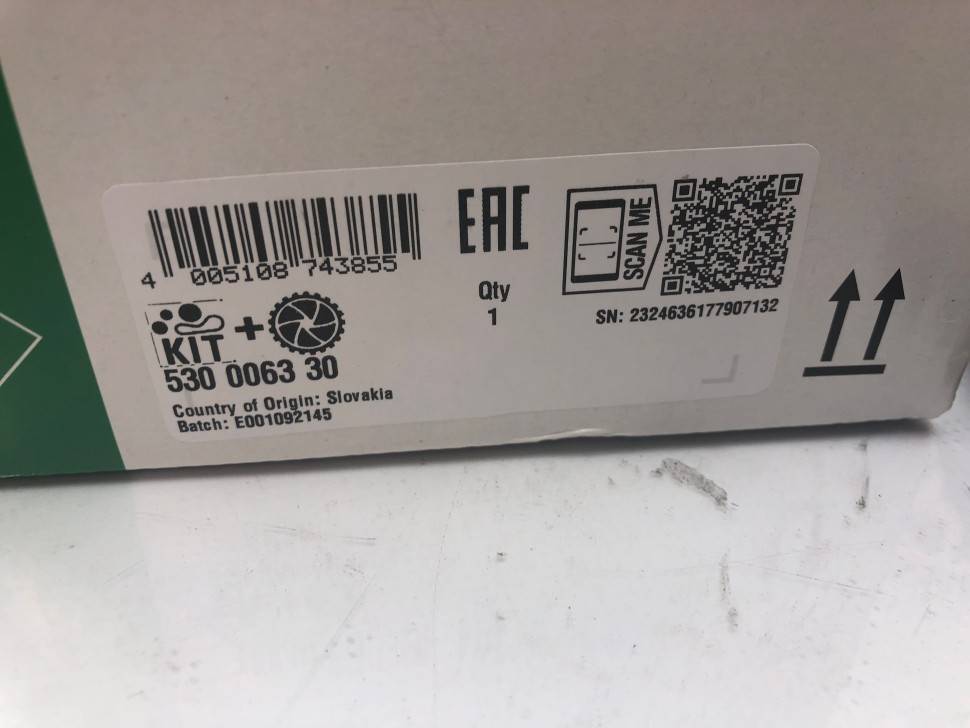 4 005108 743855
EAC
SCAN ME
Qty
1
SN: 2324636177907132
KIT +
530 0063 30
Country of Origin: Slovakia
Batch: E001092145